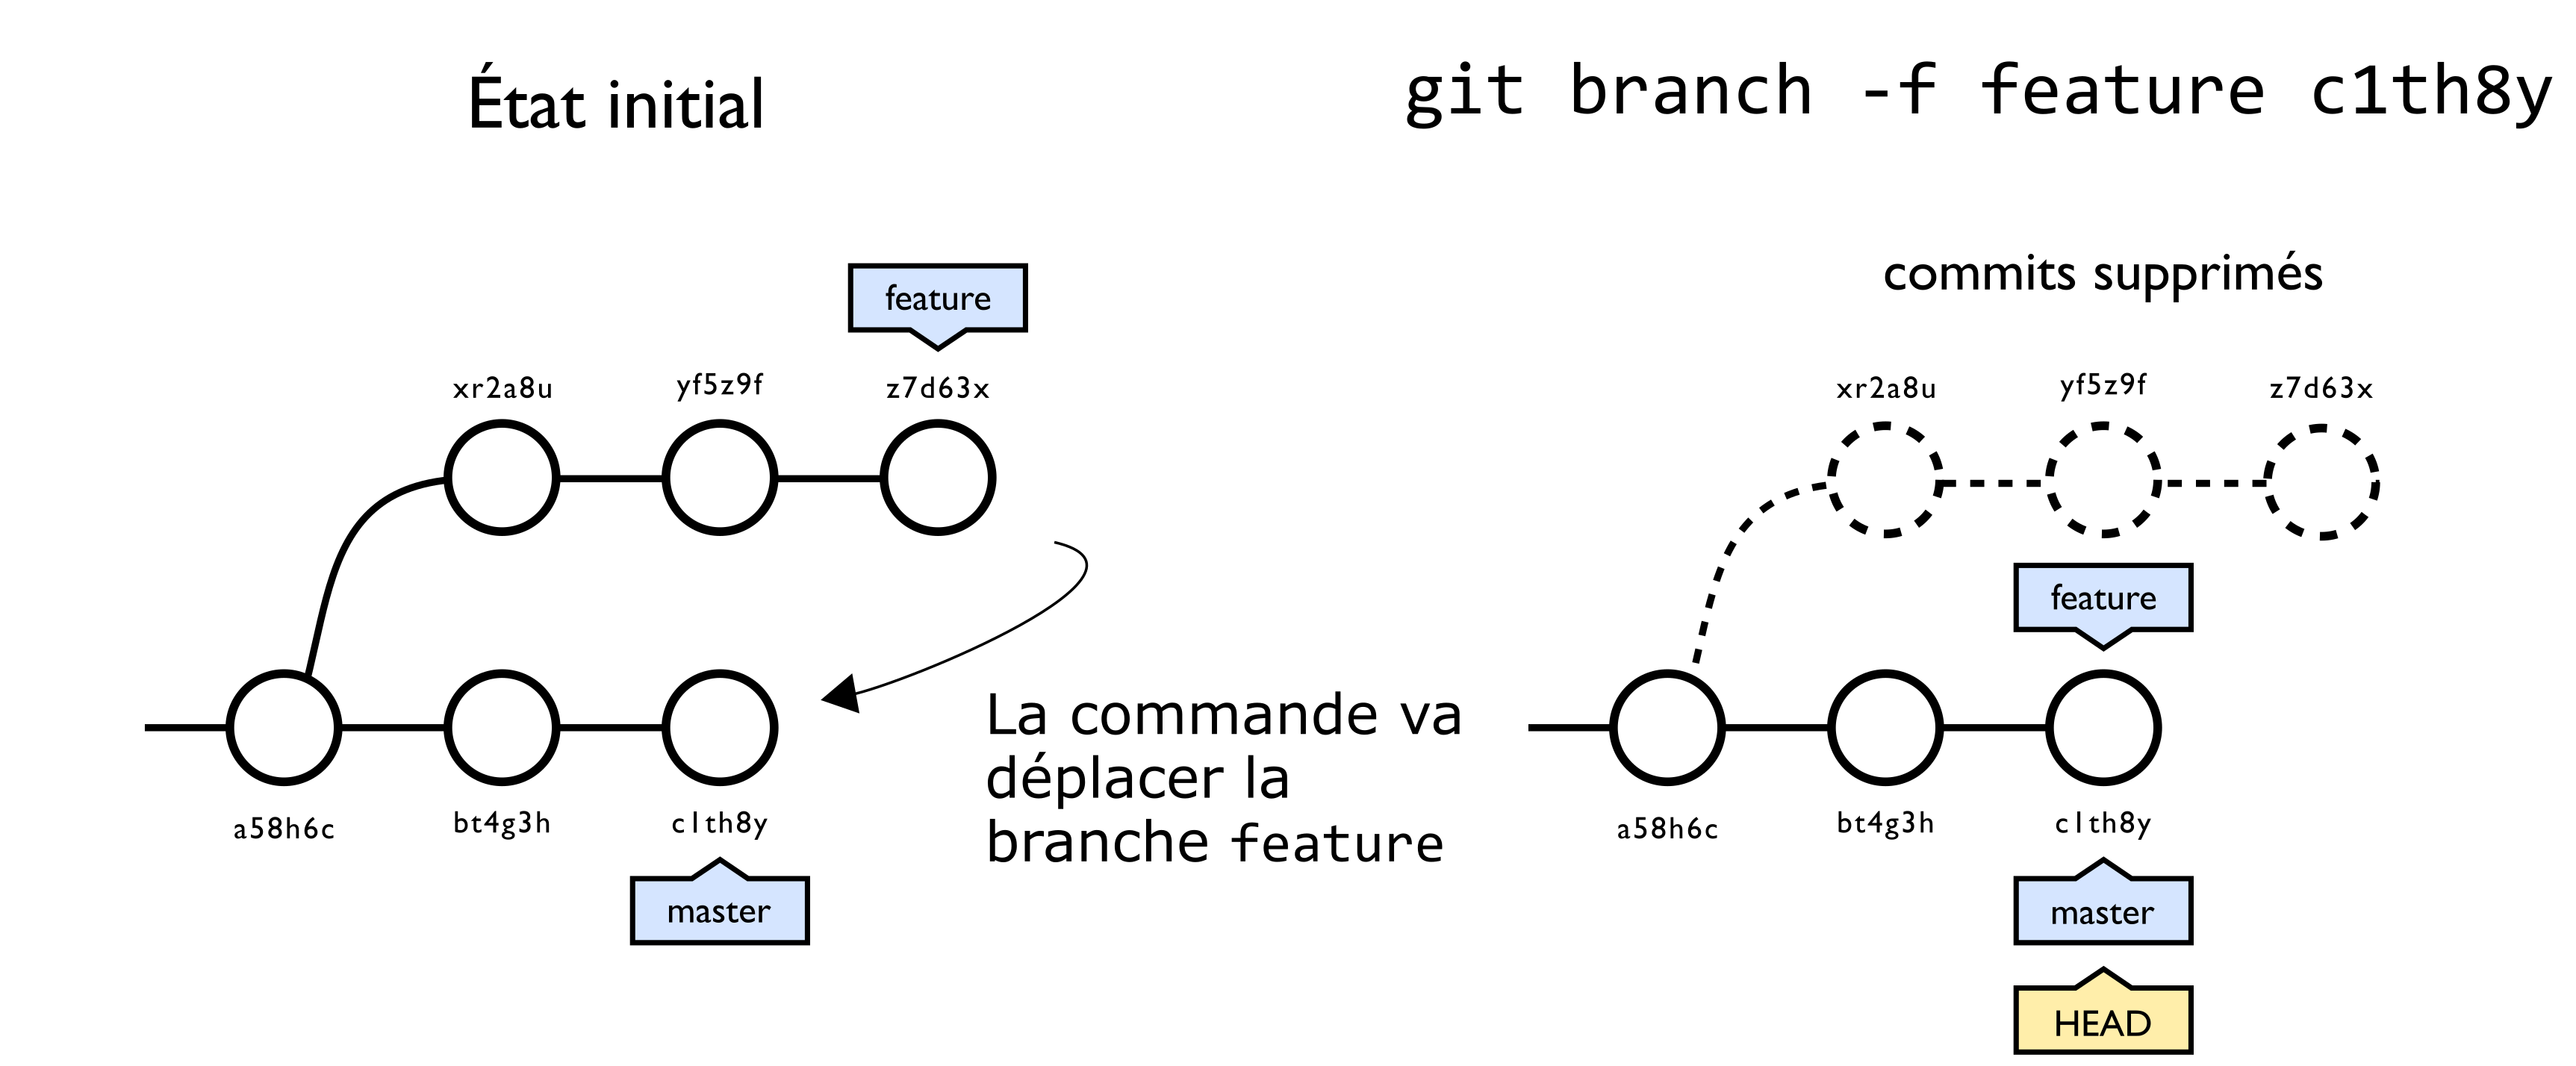 État initial
git branch -f feature c1th8y
commits supprimés
feature
xr2a8u
yf5z9f
z7d63x
xr2a8u
yf5z9f
z7d63x
feature
La commande va
déplacer la
branche feature
a58h6c
bt4g3h
c1th8y
a58h6c
bt4g3h
c1th8y
master
master
HEAD